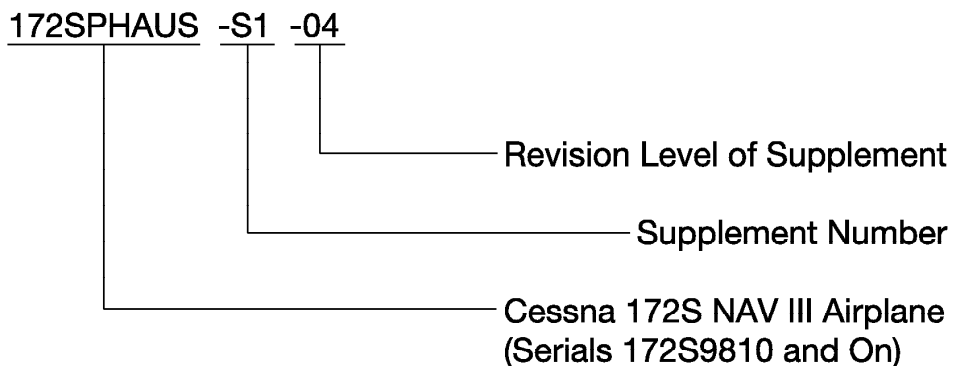 172SPHAUS -S1 -04
Revision Level of Supplement
Supplement Number
Cessna 172S NAV III Airplane
(Serials 172S9810 and On)